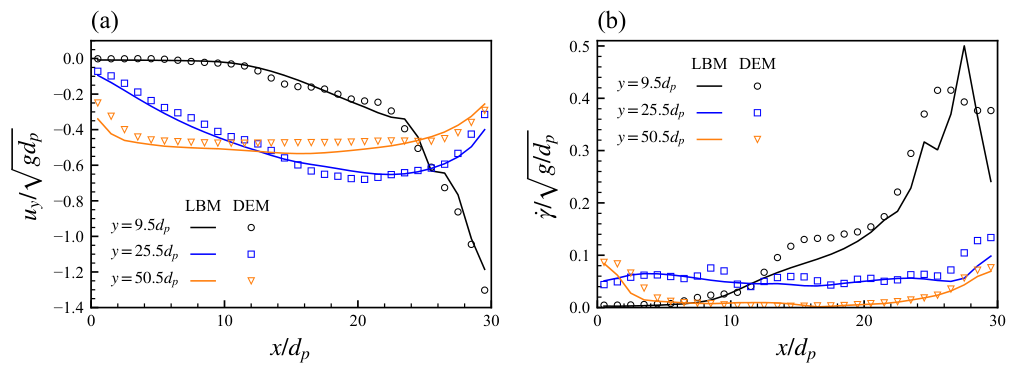 (a)
0.0
−0.2
−0.4
−0.6
−0.8
−1.0
−1.2
−1.4
u_y/√gd_p
LBM DEM
y=9.5d_p
y=25.5d_p
y=50.5d_p
0 10 20 30
x/d_p
(b)
0.5
0.4
0.3
0.2
0.1
0.0
γ̇/√g/d_p
LBM DEM
y=9.5d_p
y=25.5d_p
y=50.5d_p
0 10 20 30
x/d_p